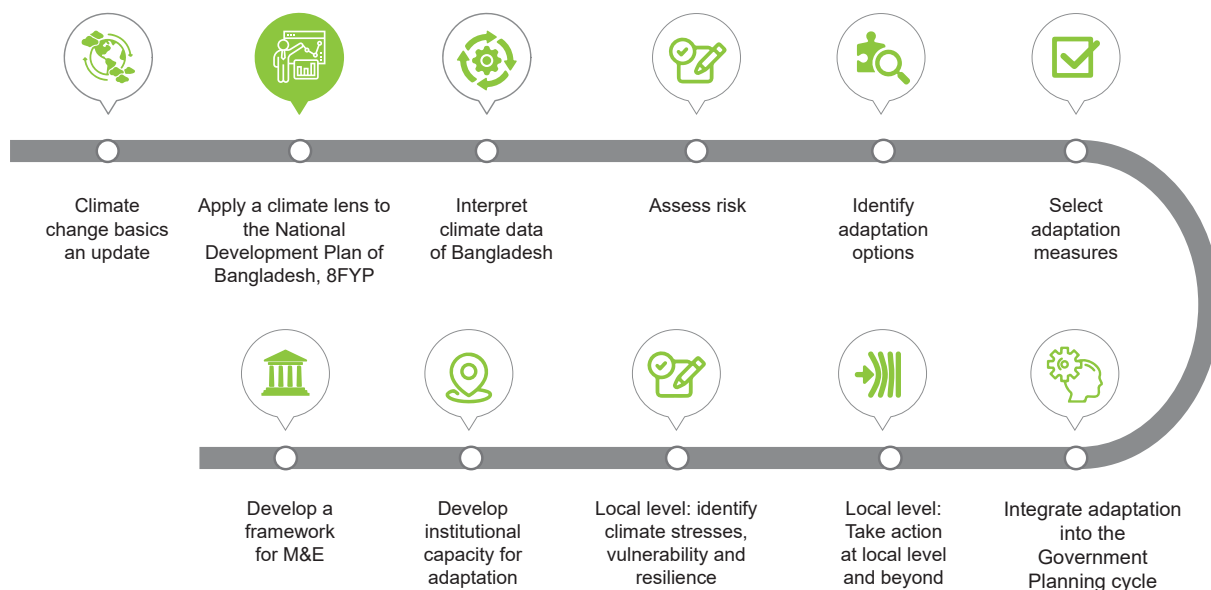 Climate
change basics
an update
Apply a climate lens to
the National
Development Plan of
Bangladesh, 8FYP
Interpret
climate data
of Bangladesh
Assess risk
Identify
adaptation
options
Select
adaptation
measures
Develop a
framework
for M&E
Develop
institutional
capacity for
adaptation
Local level: identify
climate stresses,
vulnerability and
resilience
Local level:
Take action
at local level
and beyond
Integrate adaptation
into the
Government
Planning cycle